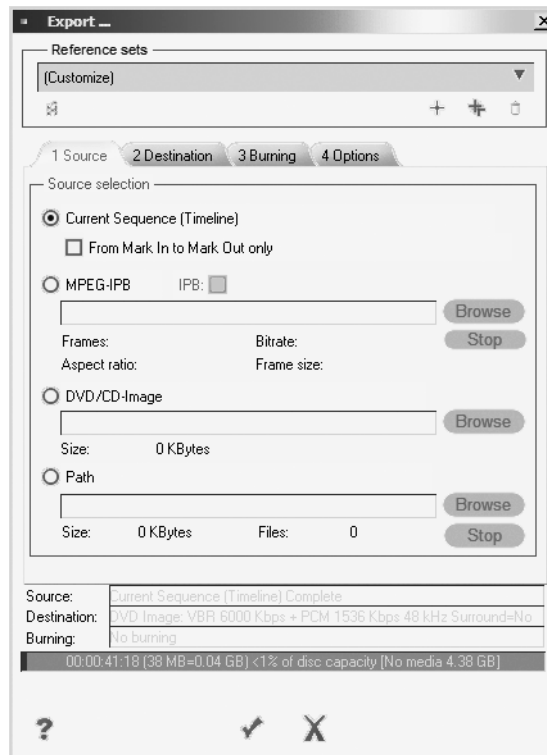 Export ...
Reference sets
(Customize)
1 Source 2 Destination 3 Burning 4 Options
Source selection
Current Sequence (Timeline)
From Mark In to Mark Out only
MPEG-IPB IPB:
Browse
Frames: Bitrate: Stop
Aspect ratio: Frame size:
DVD/CD-Image
Browse
Size: 0 KBytes
Path
Browse
Size: 0 KBytes Files: 0 Stop
Source: Current Sequence (Timeline) Complete
Destination: DVD Image: VBR 6000 Kbps + PCM 1536 Kbps 48 kHz Surround=No
Burning: No burning
00:00:41:18 (38 MB=0.04 GB) <1% of disc capacity [No media 4.38 GB]